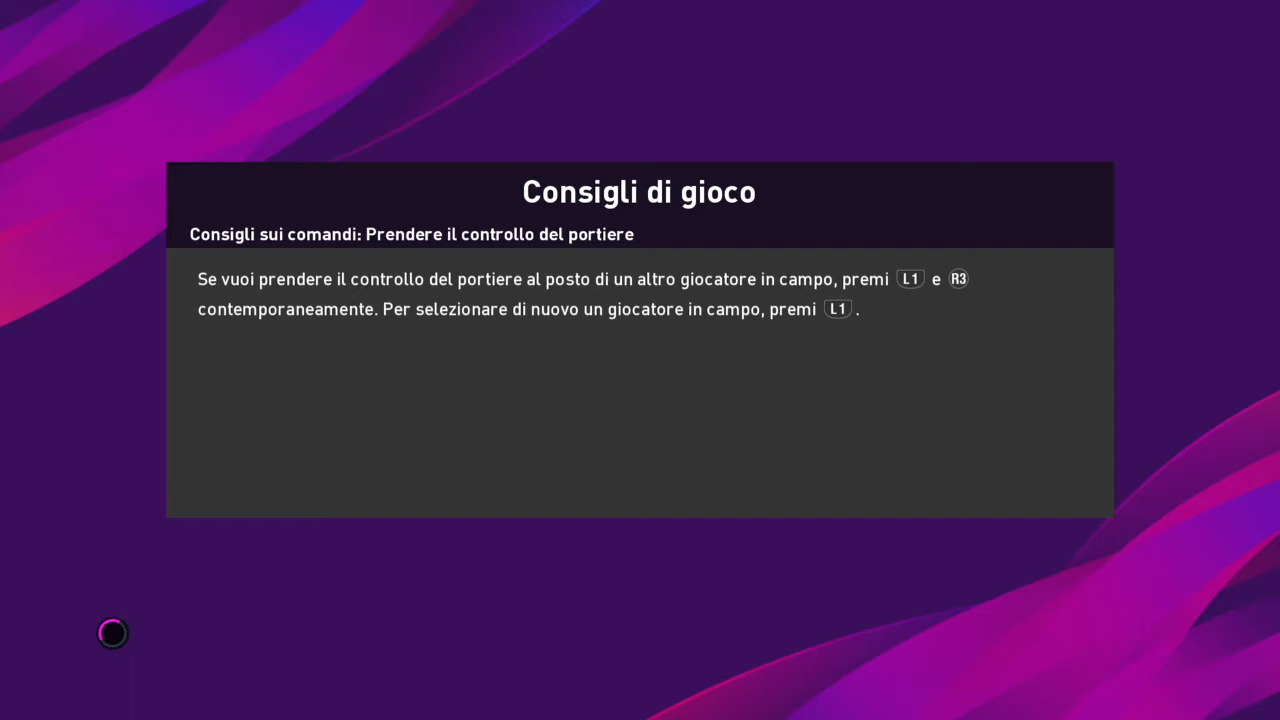 Consigli di gioco
Consigli sui comandi: Prendere il controllo del portiere
Se vuoi prendere il controllo del portiere al posto di un altro giocatore in campo, premi L1 e R3
contemporaneamente. Per selezionare di nuovo un giocatore in campo, premi L1 .